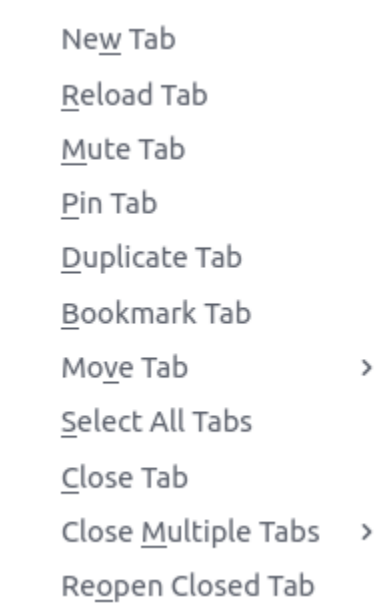 New Tab
Reload Tab
Mute Tab
Pin Tab
Duplicate Tab
Bookmark Tab
Move Tab
Select All Tabs
Close Tab
Close Multiple Tabs
Reopen Closed Tab